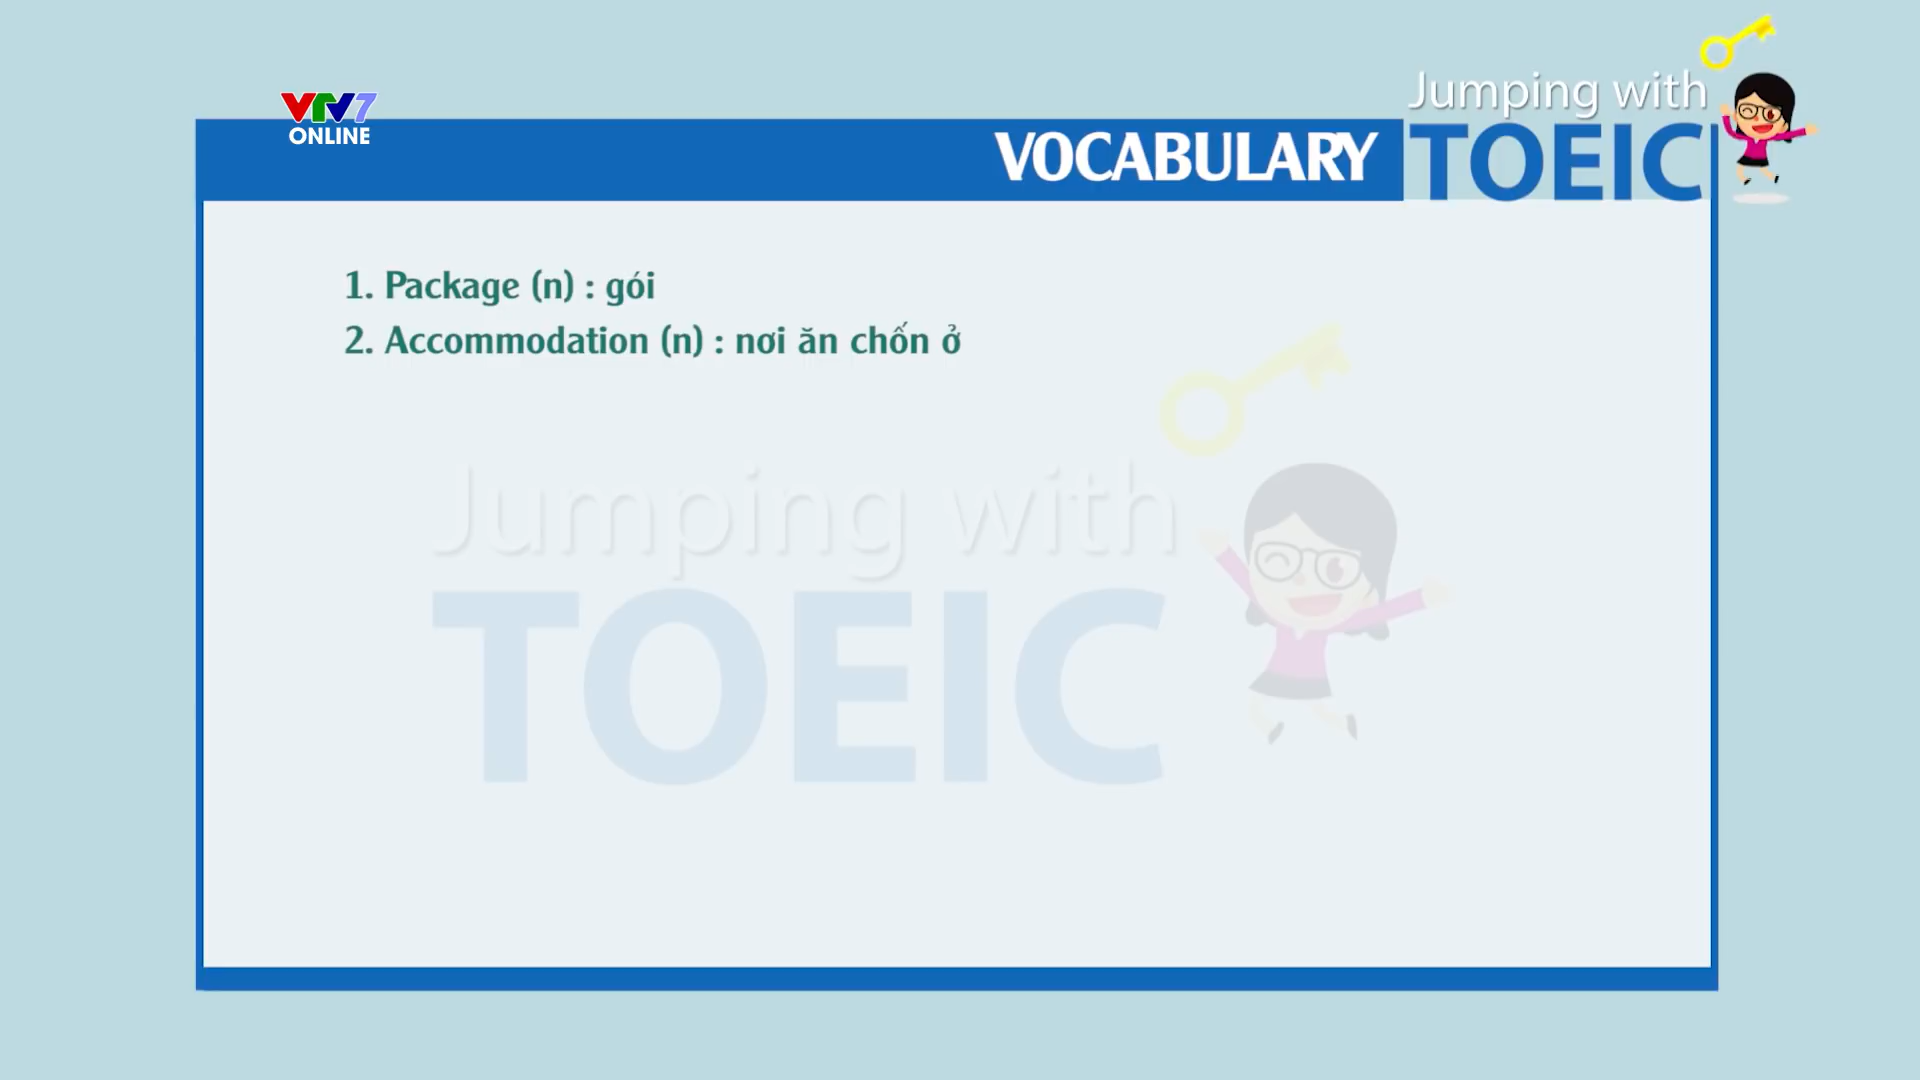 VTV7
ONLINE
Jumping with
TOEIC
VOCABULARY
1. Package (n) : gói
2. Accommodation (n) : nơi ăn chốn ở
Jumping with
TOEIC